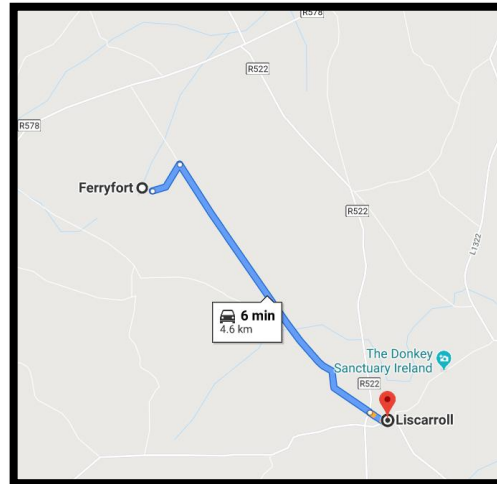 R578
R522
R578
Ferryfort
R522
L1322
6 min
4.6 km
The Donkey
Sanctuary Ireland
R522
Liscarroll